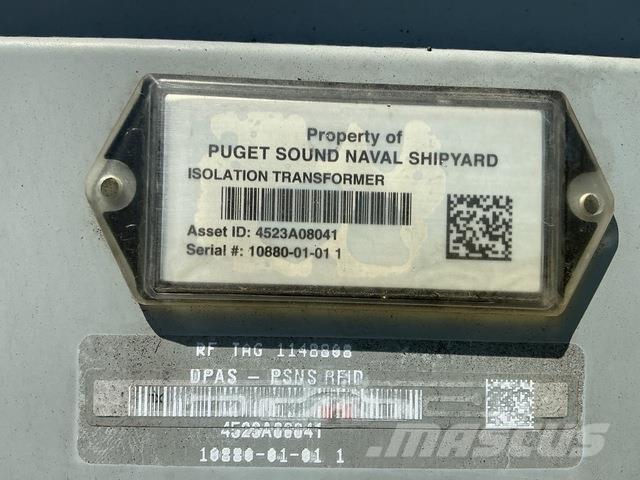 Property of
PUGET SOUND NAVAL SHIPYARD
ISOLATION TRANSFORMER
Asset ID: 4523A08041
Serial #: 10880-01-01 1
RF TAG 1148808
DPAS - PSNS RFID
4523A08041
10880-01-01 1
MASCUS